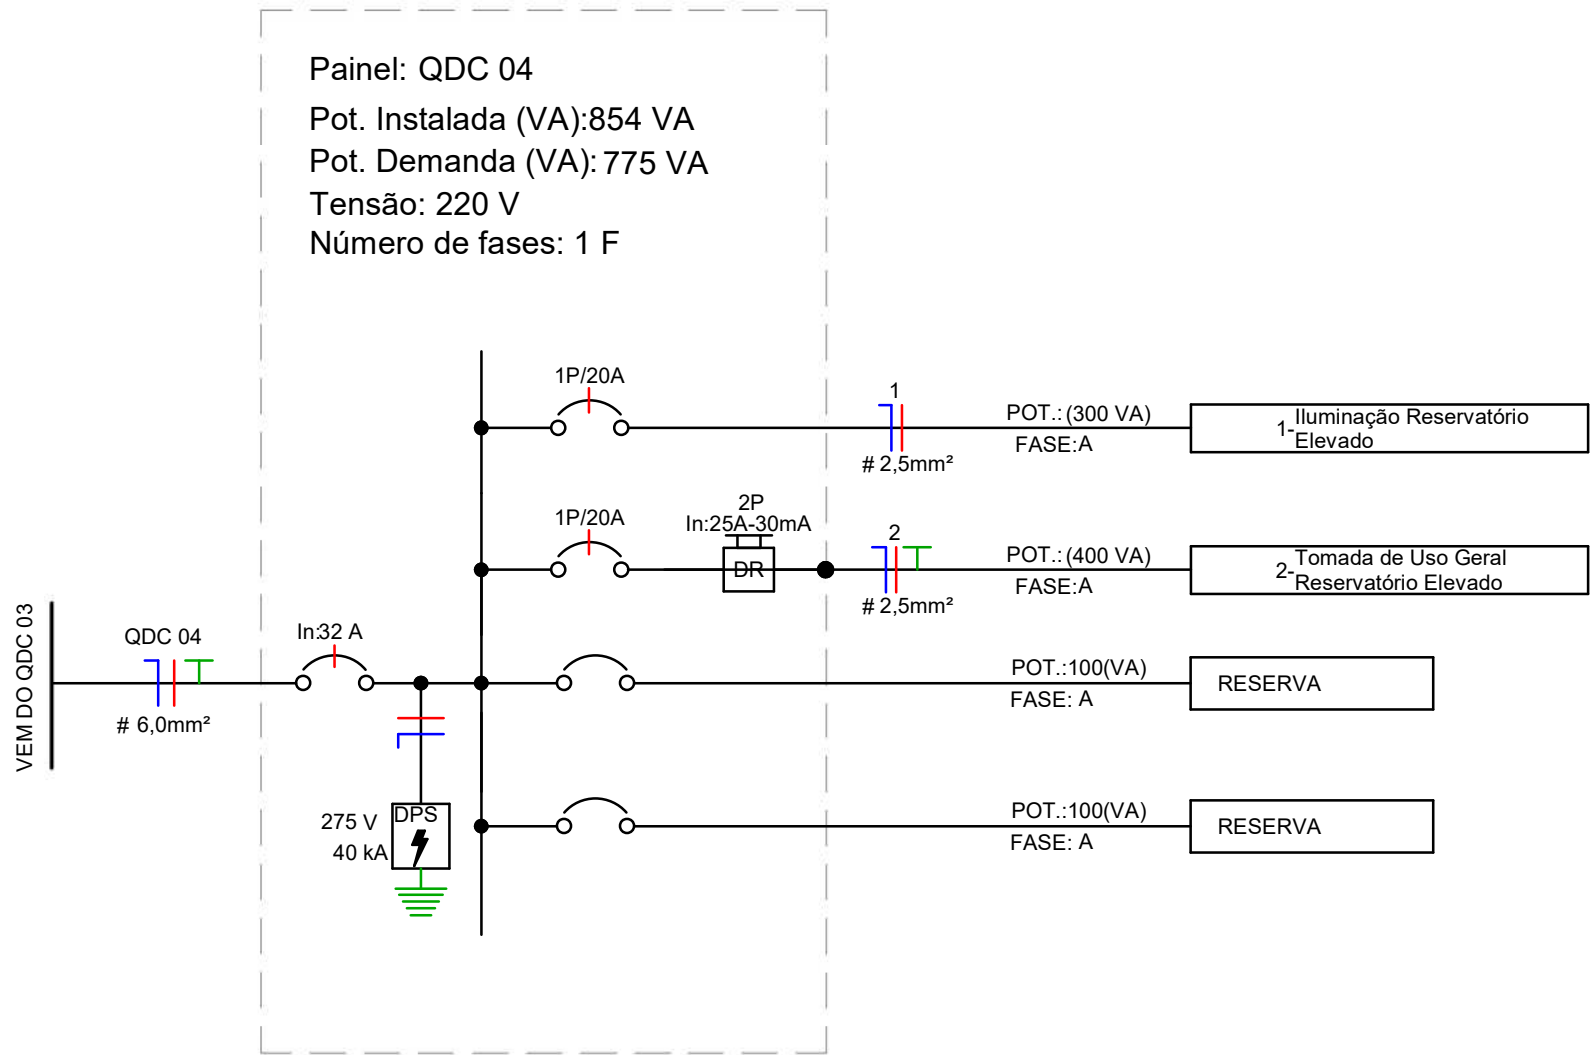 Painel: QDC 04
Pot. Instalada (VA):854 VA
Pot. Demanda (VA): 775 VA
Tensão: 220 V
Número de fases: 1 F
1P/20A
1
# 2,5mm²
POT.: (300 VA)
FASE:A
1-Iluminação Reservatório
Elevado
1P/20A
2P
In:25A-30mA
DR
2
# 2,5mm²
POT.: (400 VA)
FASE:A
2-Tomada de Uso Geral
Reservatório Elevado
VEM DO QDC 03
QDC 04
# 6,0mm²
In:32 A
POT.:100(VA)
FASE: A
RESERVA
275 V
40 kA
DPS
POT.:100(VA)
FASE: A
RESERVA